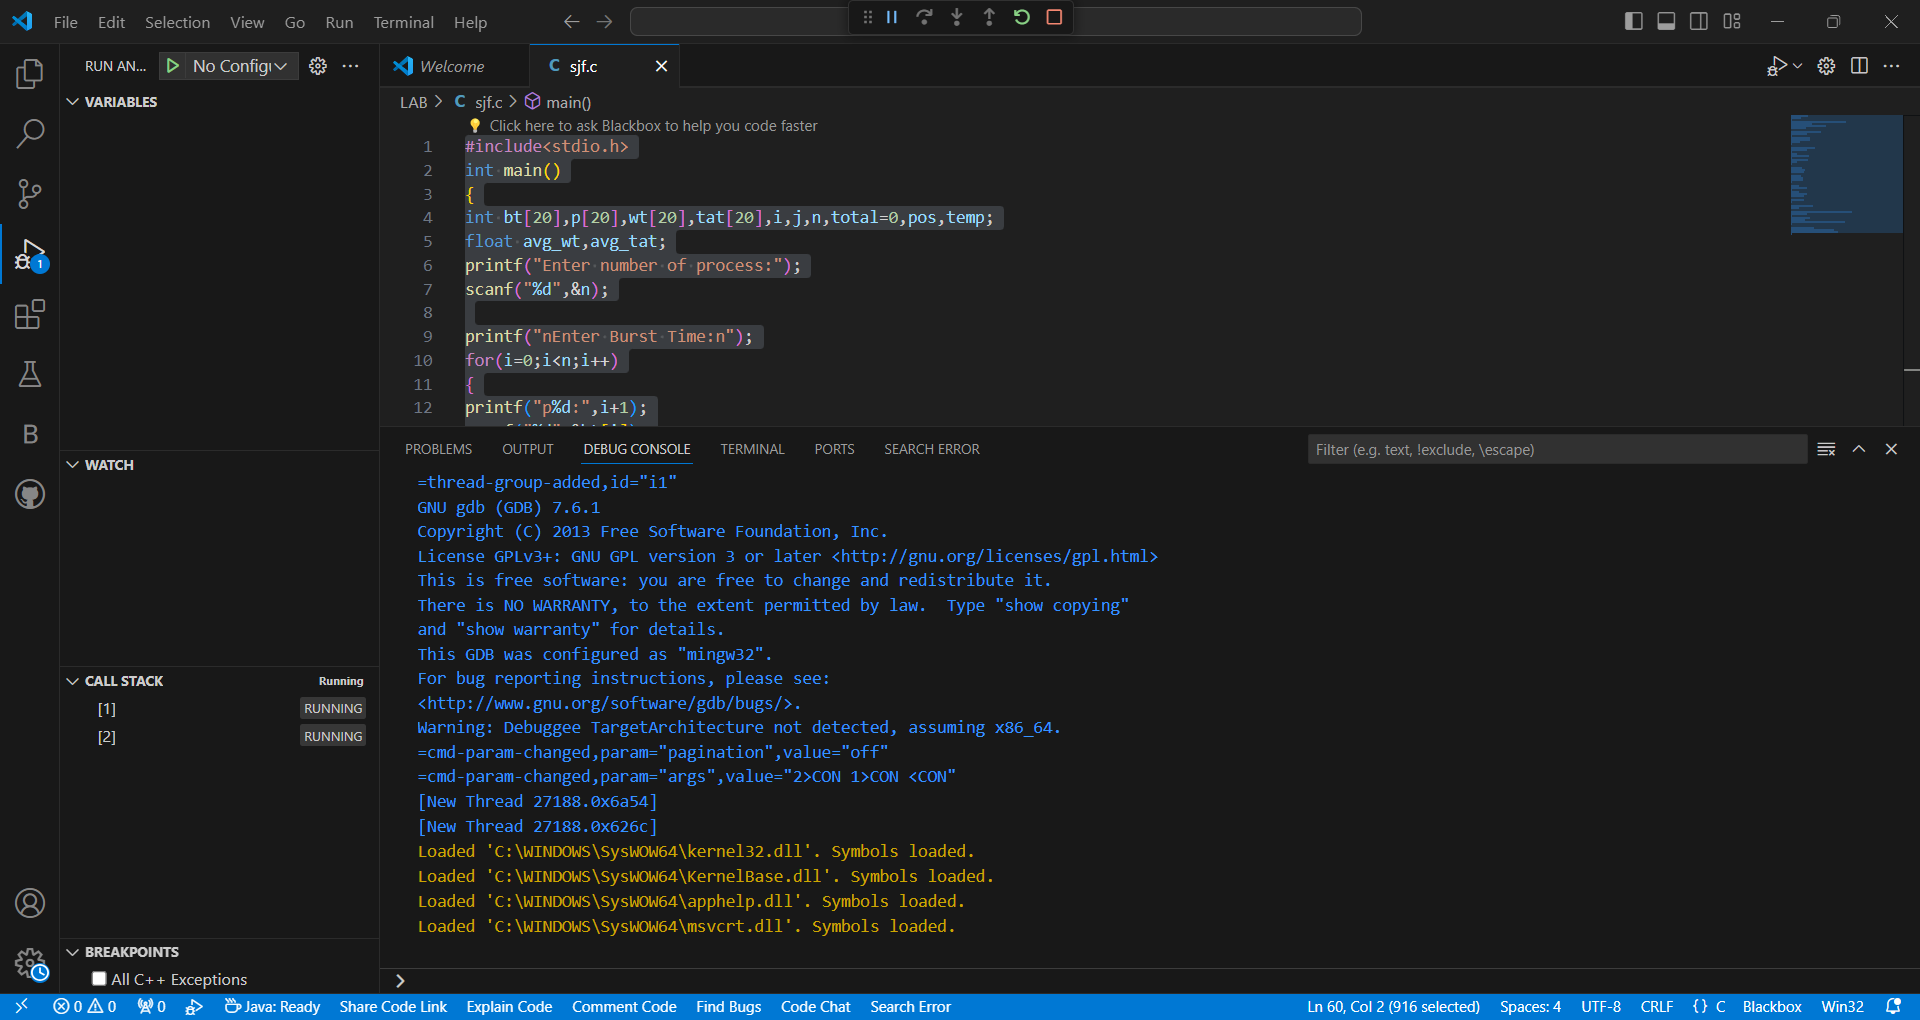 File Edit Selection View Go Run Terminal Help
RUN AN... No Config
VARIABLES
WATCH
CALL STACK Running
[1] RUNNING
[2] RUNNING
BREAKPOINTS
All C++ Exceptions
1
B
Welcome
C sjf.c
LAB > C sjf.c > main()
Click here to ask Blackbox to help you code faster
1 #include<stdio.h>
2 int main()
3 {
4 int bt[20],p[20],wt[20],tat[20],i,j,n,total=0,pos,temp;
5 float avg_wt,avg_tat;
6 printf("Enter number of process:");
7 scanf("%d",&n);
8
9 printf("nEnter Burst Time:n");
10 for(i=0;i<n;i++)
11 {
12 printf("p%d:",i+1);
PROBLEMS OUTPUT DEBUG CONSOLE TERMINAL PORTS SEARCH ERROR
Filter (e.g. text, !exclude, \escape)
=thread-group-added,id="i1"
GNU gdb (GDB) 7.6.1
Copyright (C) 2013 Free Software Foundation, Inc.
License GPLv3+: GNU GPL version 3 or later <http://gnu.org/licenses/gpl.html>
This is free software: you are free to change and redistribute it.
There is NO WARRANTY, to the extent permitted by law.  Type "show copying"
and "show warranty" for details.
This GDB was configured as "mingw32".
For bug reporting instructions, please see:
<http://www.gnu.org/software/gdb/bugs/>.
Warning: Debuggee TargetArchitecture not detected, assuming x86_64.
=cmd-param-changed,param="pagination",value="off"
=cmd-param-changed,param="args",value="2>CON 1>CON <CON"
[New Thread 27188.0x6a54]
[New Thread 27188.0x626c]
Loaded 'C:\WINDOWS\SysWOW64\kernel32.dll'. Symbols loaded.
Loaded 'C:\WINDOWS\SysWOW64\KernelBase.dll'. Symbols loaded.
Loaded 'C:\WINDOWS\SysWOW64\apphelp.dll'. Symbols loaded.
Loaded 'C:\WINDOWS\SysWOW64\msvcrt.dll'. Symbols loaded.
0 0 0 Java: Ready Share Code Link Explain Code Comment Code Find Bugs Code Chat Search Error Ln 60, Col 2 (916 selected) Spaces: 4 UTF-8 CRLF {} C Blackbox Win32